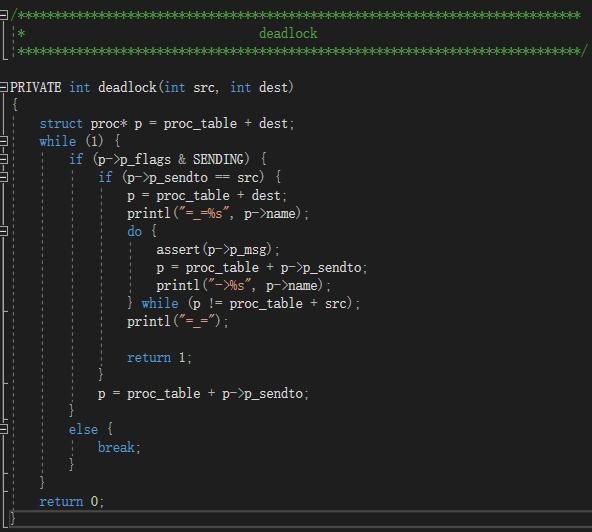 /*****************************************************************************
 *                                deadlock
 *****************************************************************************/
PRIVATE int deadlock(int src, int dest)
{
    struct proc* p = proc_table + dest;
    while (1) {
        if (p->p_flags & SENDING) {
            if (p->p_sendto == src) {
                p = proc_table + dest;
                printl("=_=%s", p->name);
                do {
                    assert(p->p_msg);
                    p = proc_table + p->p_sendto;
                    printl("->%s", p->name);
                } while (p != proc_table + src);
                printl("=_=");

                return 1;
            }
            p = proc_table + p->p_sendto;
        }
        else {
            break;
        }
    }
    return 0;
}